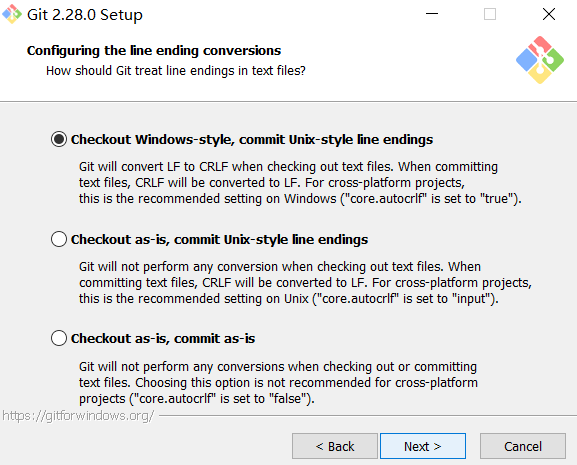 Git 2.28.0 Setup
Configuring the line ending conversions
How should Git treat line endings in text files?
Checkout Windows-style, commit Unix-style line endings
Git will convert LF to CRLF when checking out text files. When committing
text files, CRLF will be converted to LF. For cross-platform projects,
this is the recommended setting on Windows ("core.autocrlf" is set to "true").
Checkout as-is, commit Unix-style line endings
Git will not perform any conversion when checking out text files. When
committing text files, CRLF will be converted to LF. For cross-platform projects,
this is the recommended setting on Unix ("core.autocrlf" is set to "input").
Checkout as-is, commit as-is
Git will not perform any conversions when checking out or committing
text files. Choosing this option is not recommended for cross-platform
projects ("core.autocrlf" is set to "false").
https://gitforwindows.org/
< Back Next > Cancel